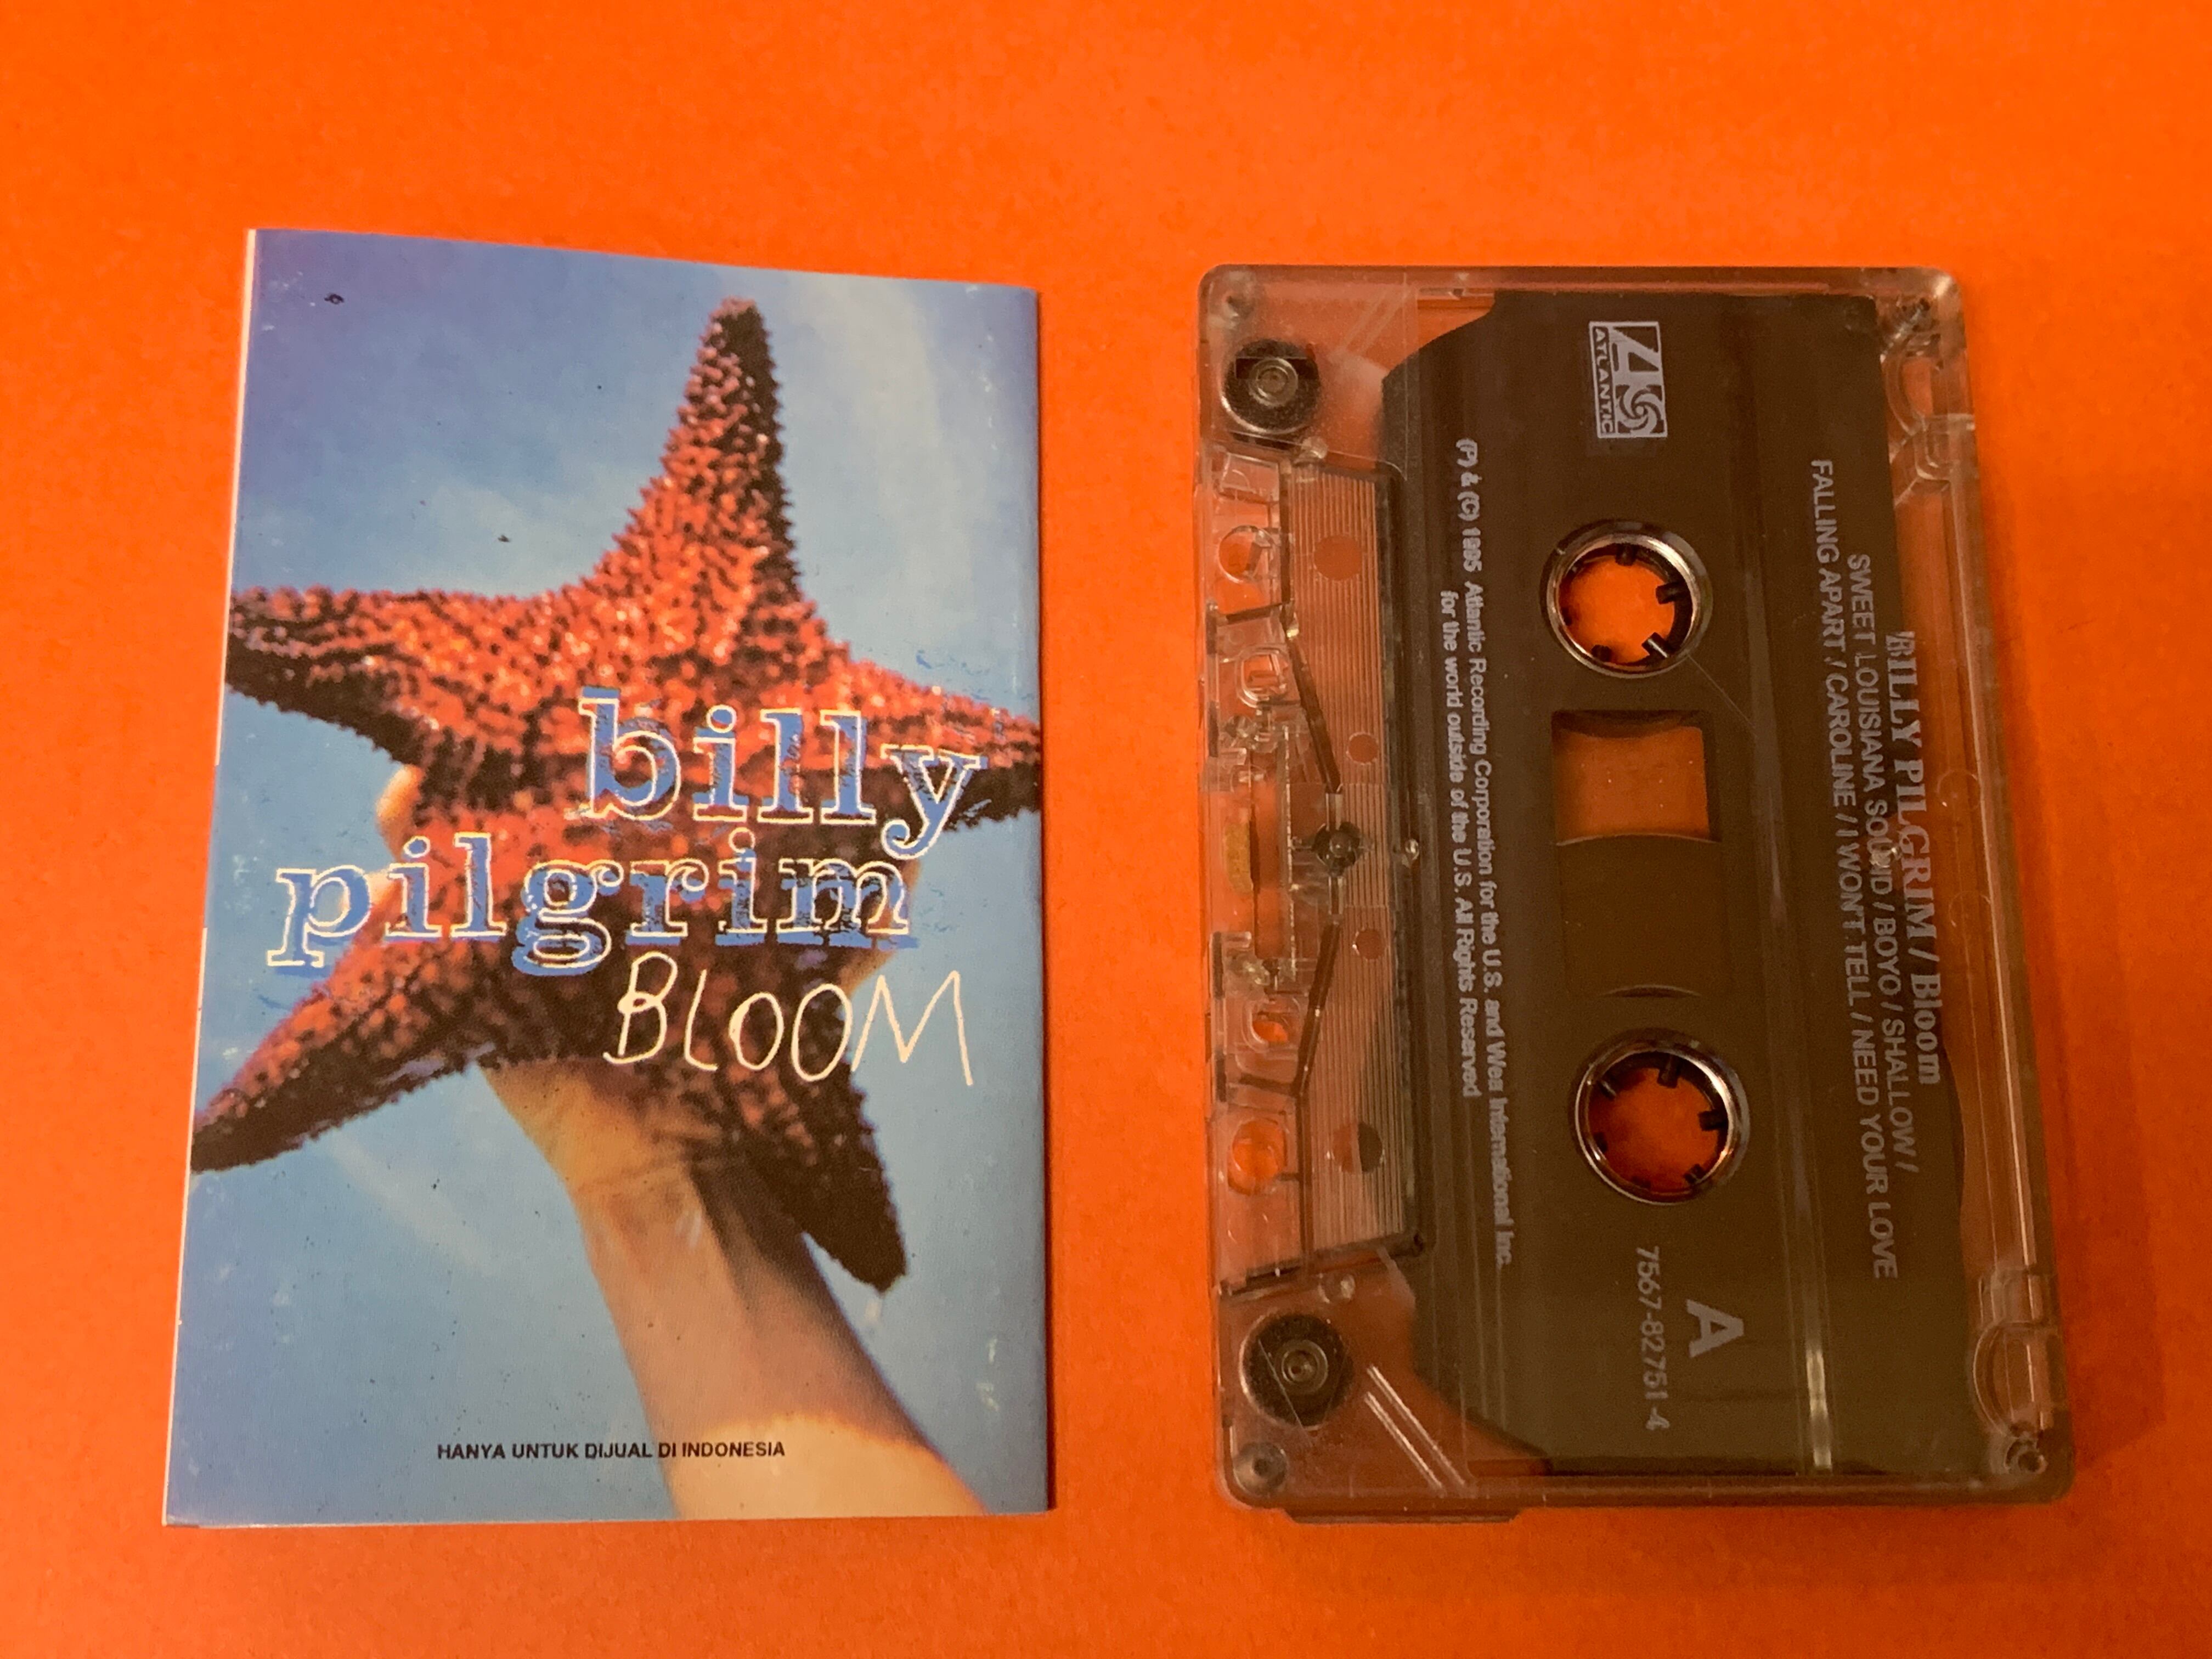 billy
pilgrim
BLOOM
HANYA UNTUK DIJUAL DI INDONESIA
BILLY PILGRIM / Bloom
SWEET LOUISIANA SOUND / BOYO / SHALLOW /
FALLING APART / CAROLINE / I WON'T TELL / NEED YOUR LOVE
ATLANTIC
A
7567-82751-4
(P) & (C) 1995 Atlantic Recording Corporation for the U.S. and Wea International Inc.
for the world outside of the U.S. All Rights Reserved